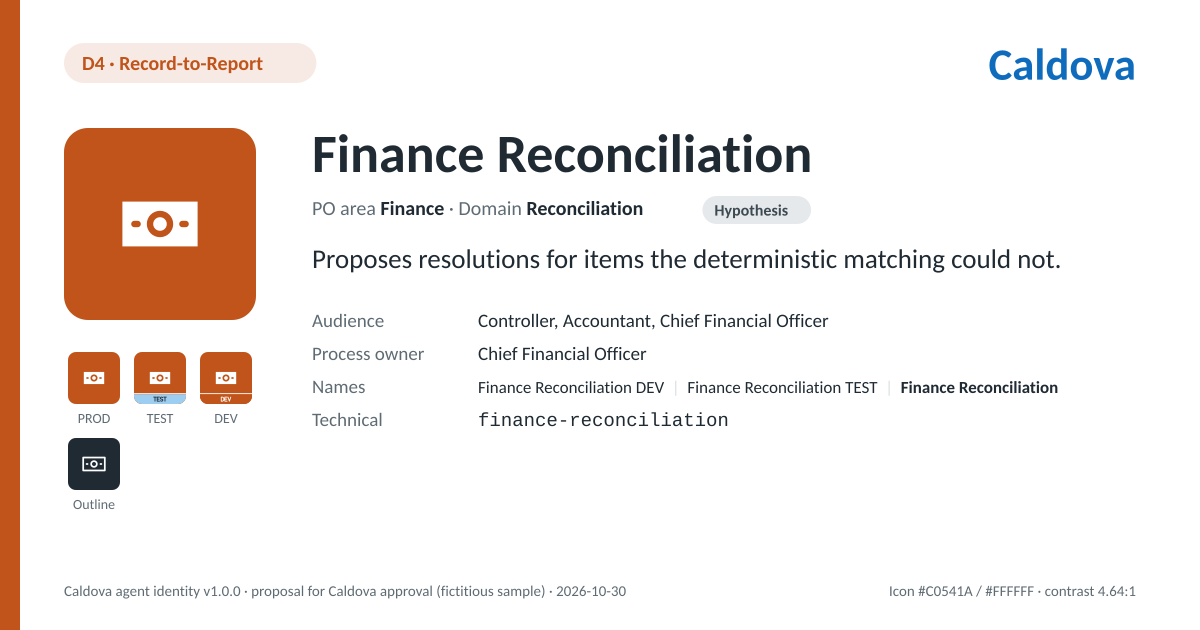 D4 · Record-to-Report
Caldova
Finance Reconciliation
PO area Finance · Domain Reconciliation
Hypothesis
Proposes resolutions for items the deterministic matching could not.
Audience Controller, Accountant, Chief Financial Officer
Process owner Chief Financial Officer
Names Finance Reconciliation DEV | Finance Reconciliation TEST | Finance Reconciliation
Technical finance-reconciliation
TEST DEV
PROD TEST DEV
Outline
Caldova agent identity v1.0.0 · proposal for Caldova approval (fictitious sample) · 2026-10-30
Icon #C0541A / #FFFFFF · contrast 4.64:1